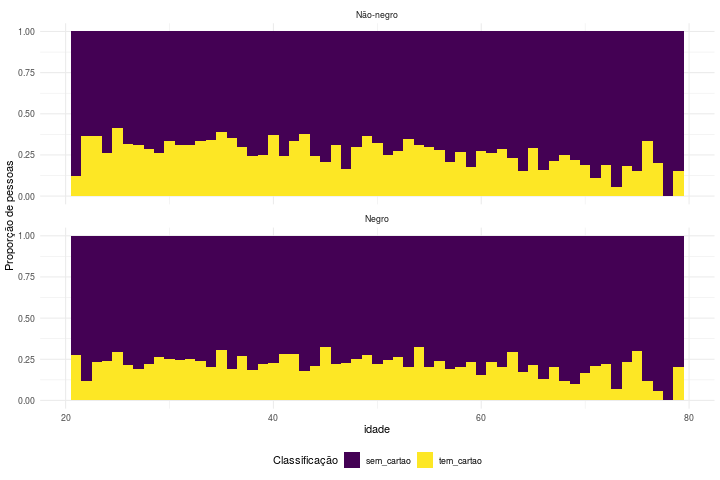 Não-negro
1.00
0.75
0.50
0.25
0.00
Negro
1.00
0.75
0.50
0.25
0.00
Proporção de pessoas
20 40 60 80
idade
Classificação sem_cartao tem_cartao